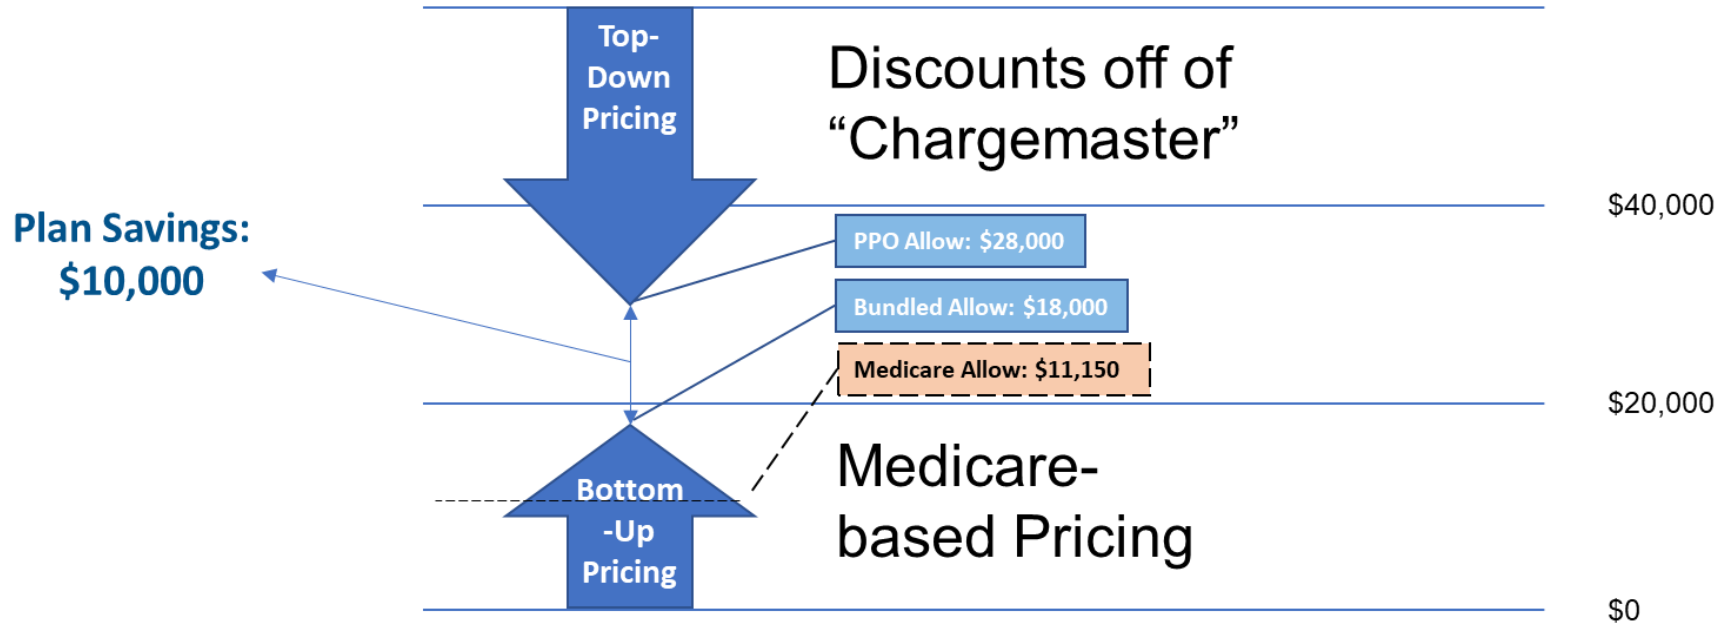 Top-
Down
Pricing
Discounts off of
“Chargemaster”
$40,000
Plan Savings:
$10,000
PPO Allow: $28,000
Bundled Allow: $18,000
Medicare Allow: $11,150
$20,000
Medicare-
based Pricing
Bottom
-Up
Pricing
$0